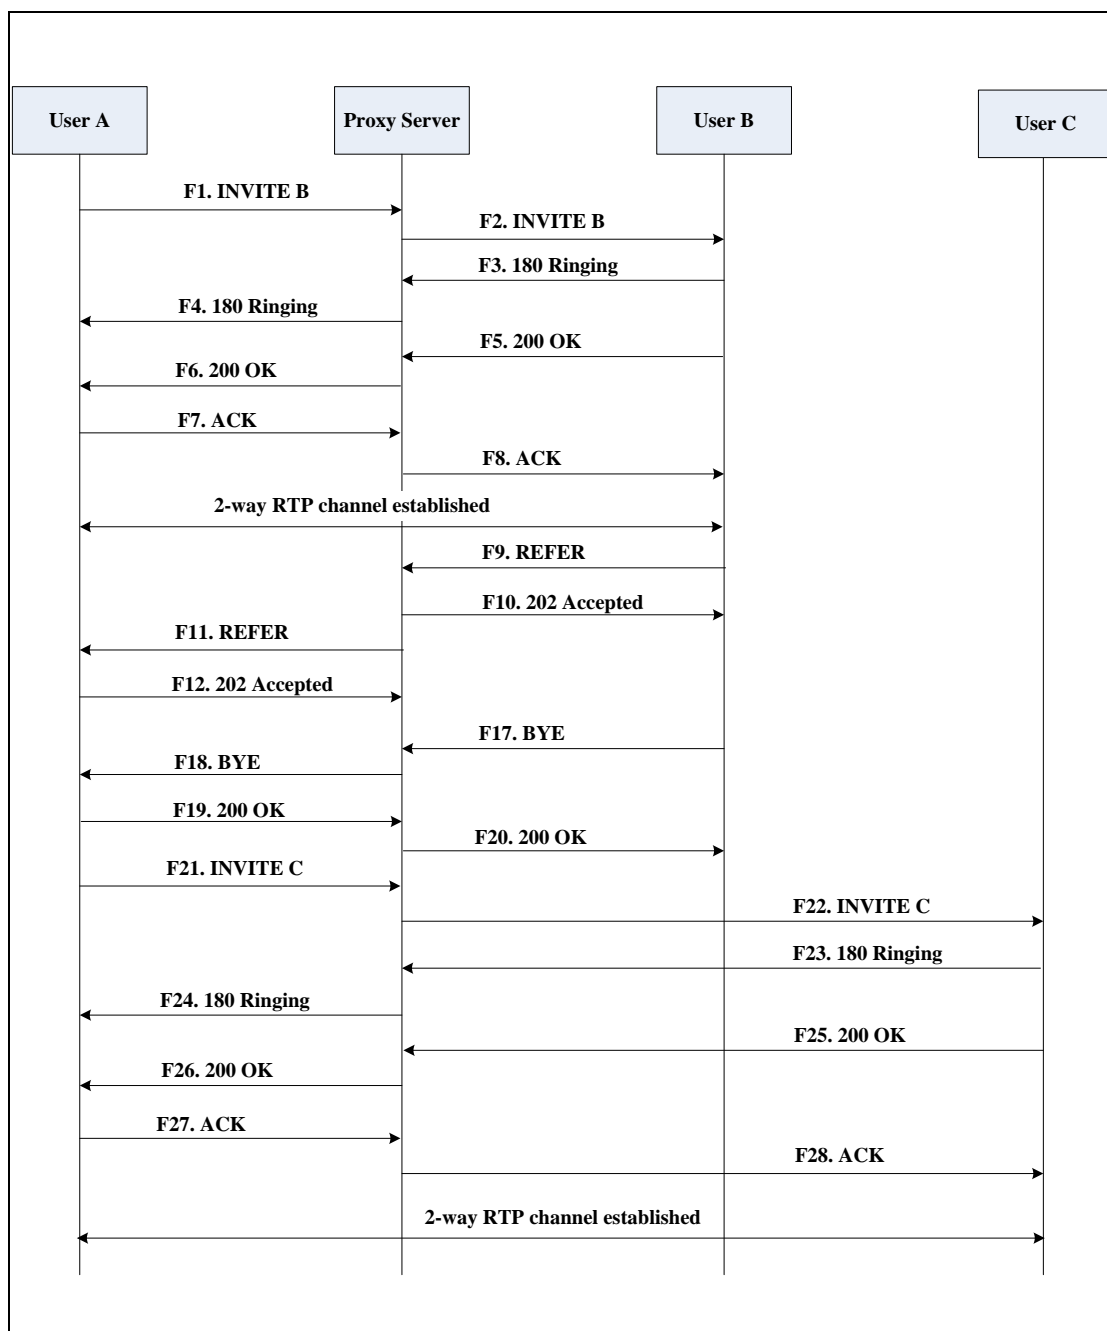 User A
Proxy Server
User B
User C
F1. INVITE B
F2. INVITE B
F3. 180 Ringing
F4. 180 Ringing
F5. 200 OK
F6. 200 OK
F7. ACK
F8. ACK
2-way RTP channel established
F9. REFER
F10. 202 Accepted
F11. REFER
F12. 202 Accepted
F17. BYE
F18. BYE
F19. 200 OK
F20. 200 OK
F21. INVITE C
F22. INVITE C
F23. 180 Ringing
F24. 180 Ringing
F25. 200 OK
F26. 200 OK
F27. ACK
F28. ACK
2-way RTP channel established